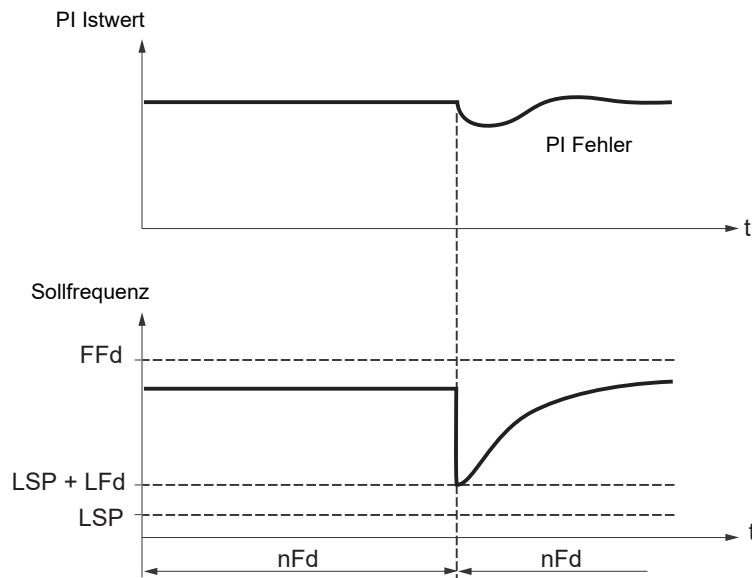 PI Istwert
PI Fehler
t
Sollfrequenz
FFd
LSP + LFd
LSP
t
nFd
nFd